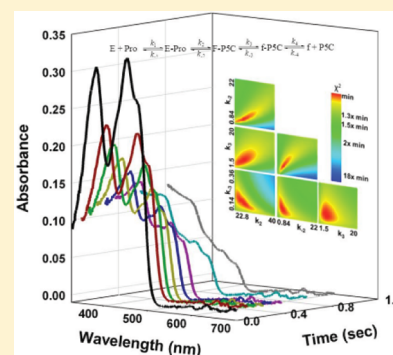 E + Pro k₁ k₋₁ E-Pro k₂ k₋₂ F-P5C k₃ k₋₃ f-P5C k₄ k₋₄ f + P5C
0.35
0.30
0.25
0.20
0.15
0.10
0.05
0.00
Absorbance
400 500 600 700
Wavelength (nm)
0.0 0.4 0.8 1.
Time (sec)
χ²
min
1.3x min
1.5x min
2x min
18x min
22
k₋₂
0.84
20
k₃
1.5
0.36
k₋₃
0.14
22.8 k₂ 40
0.84 k₋₂ 22
1.5 k₃ 20